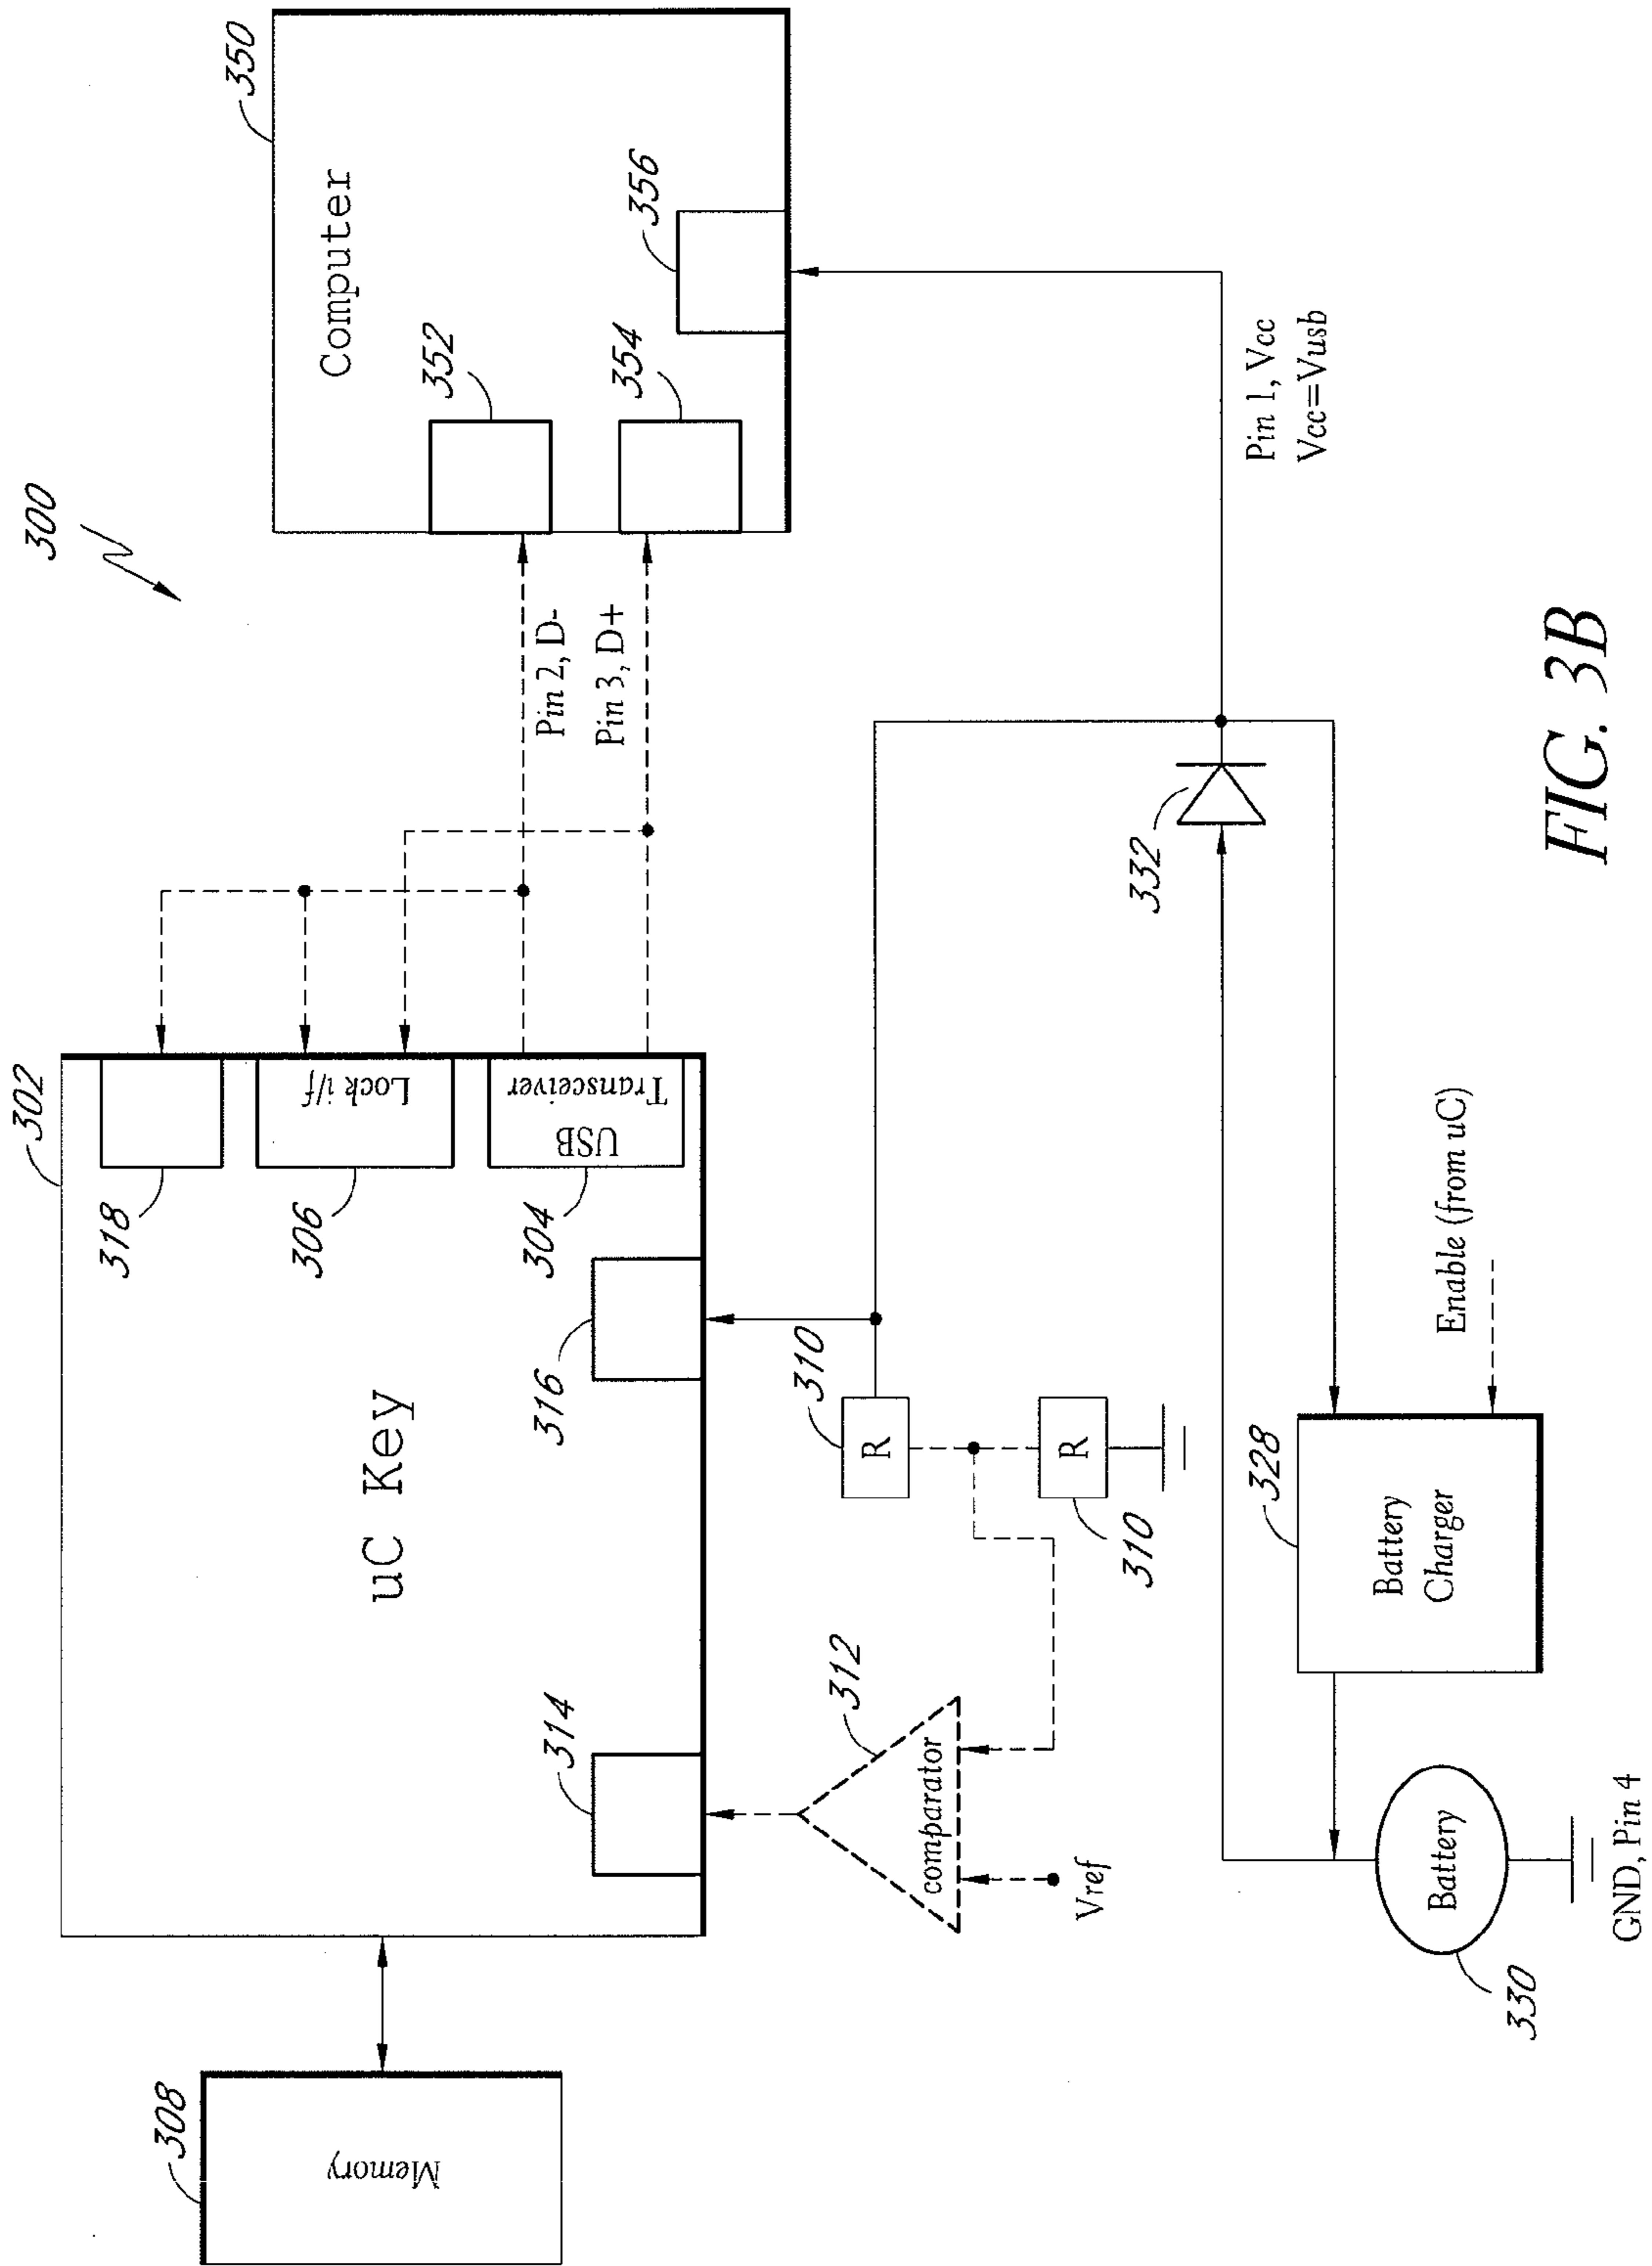 300
302
318
306
Lock i/f
304
USB
Transceiver
uC Key
316
314
308
Memory
350
Computer
352
354
356
Pin 2, D-
Pin 3, D+
310
R
R
310
312
comparator
Vref
332
Pin 1, Vcc
Vcc=Vusb
328
Battery
Charger
Enable (from uC)
Battery
330
GND, Pin 4
FIG. 3B